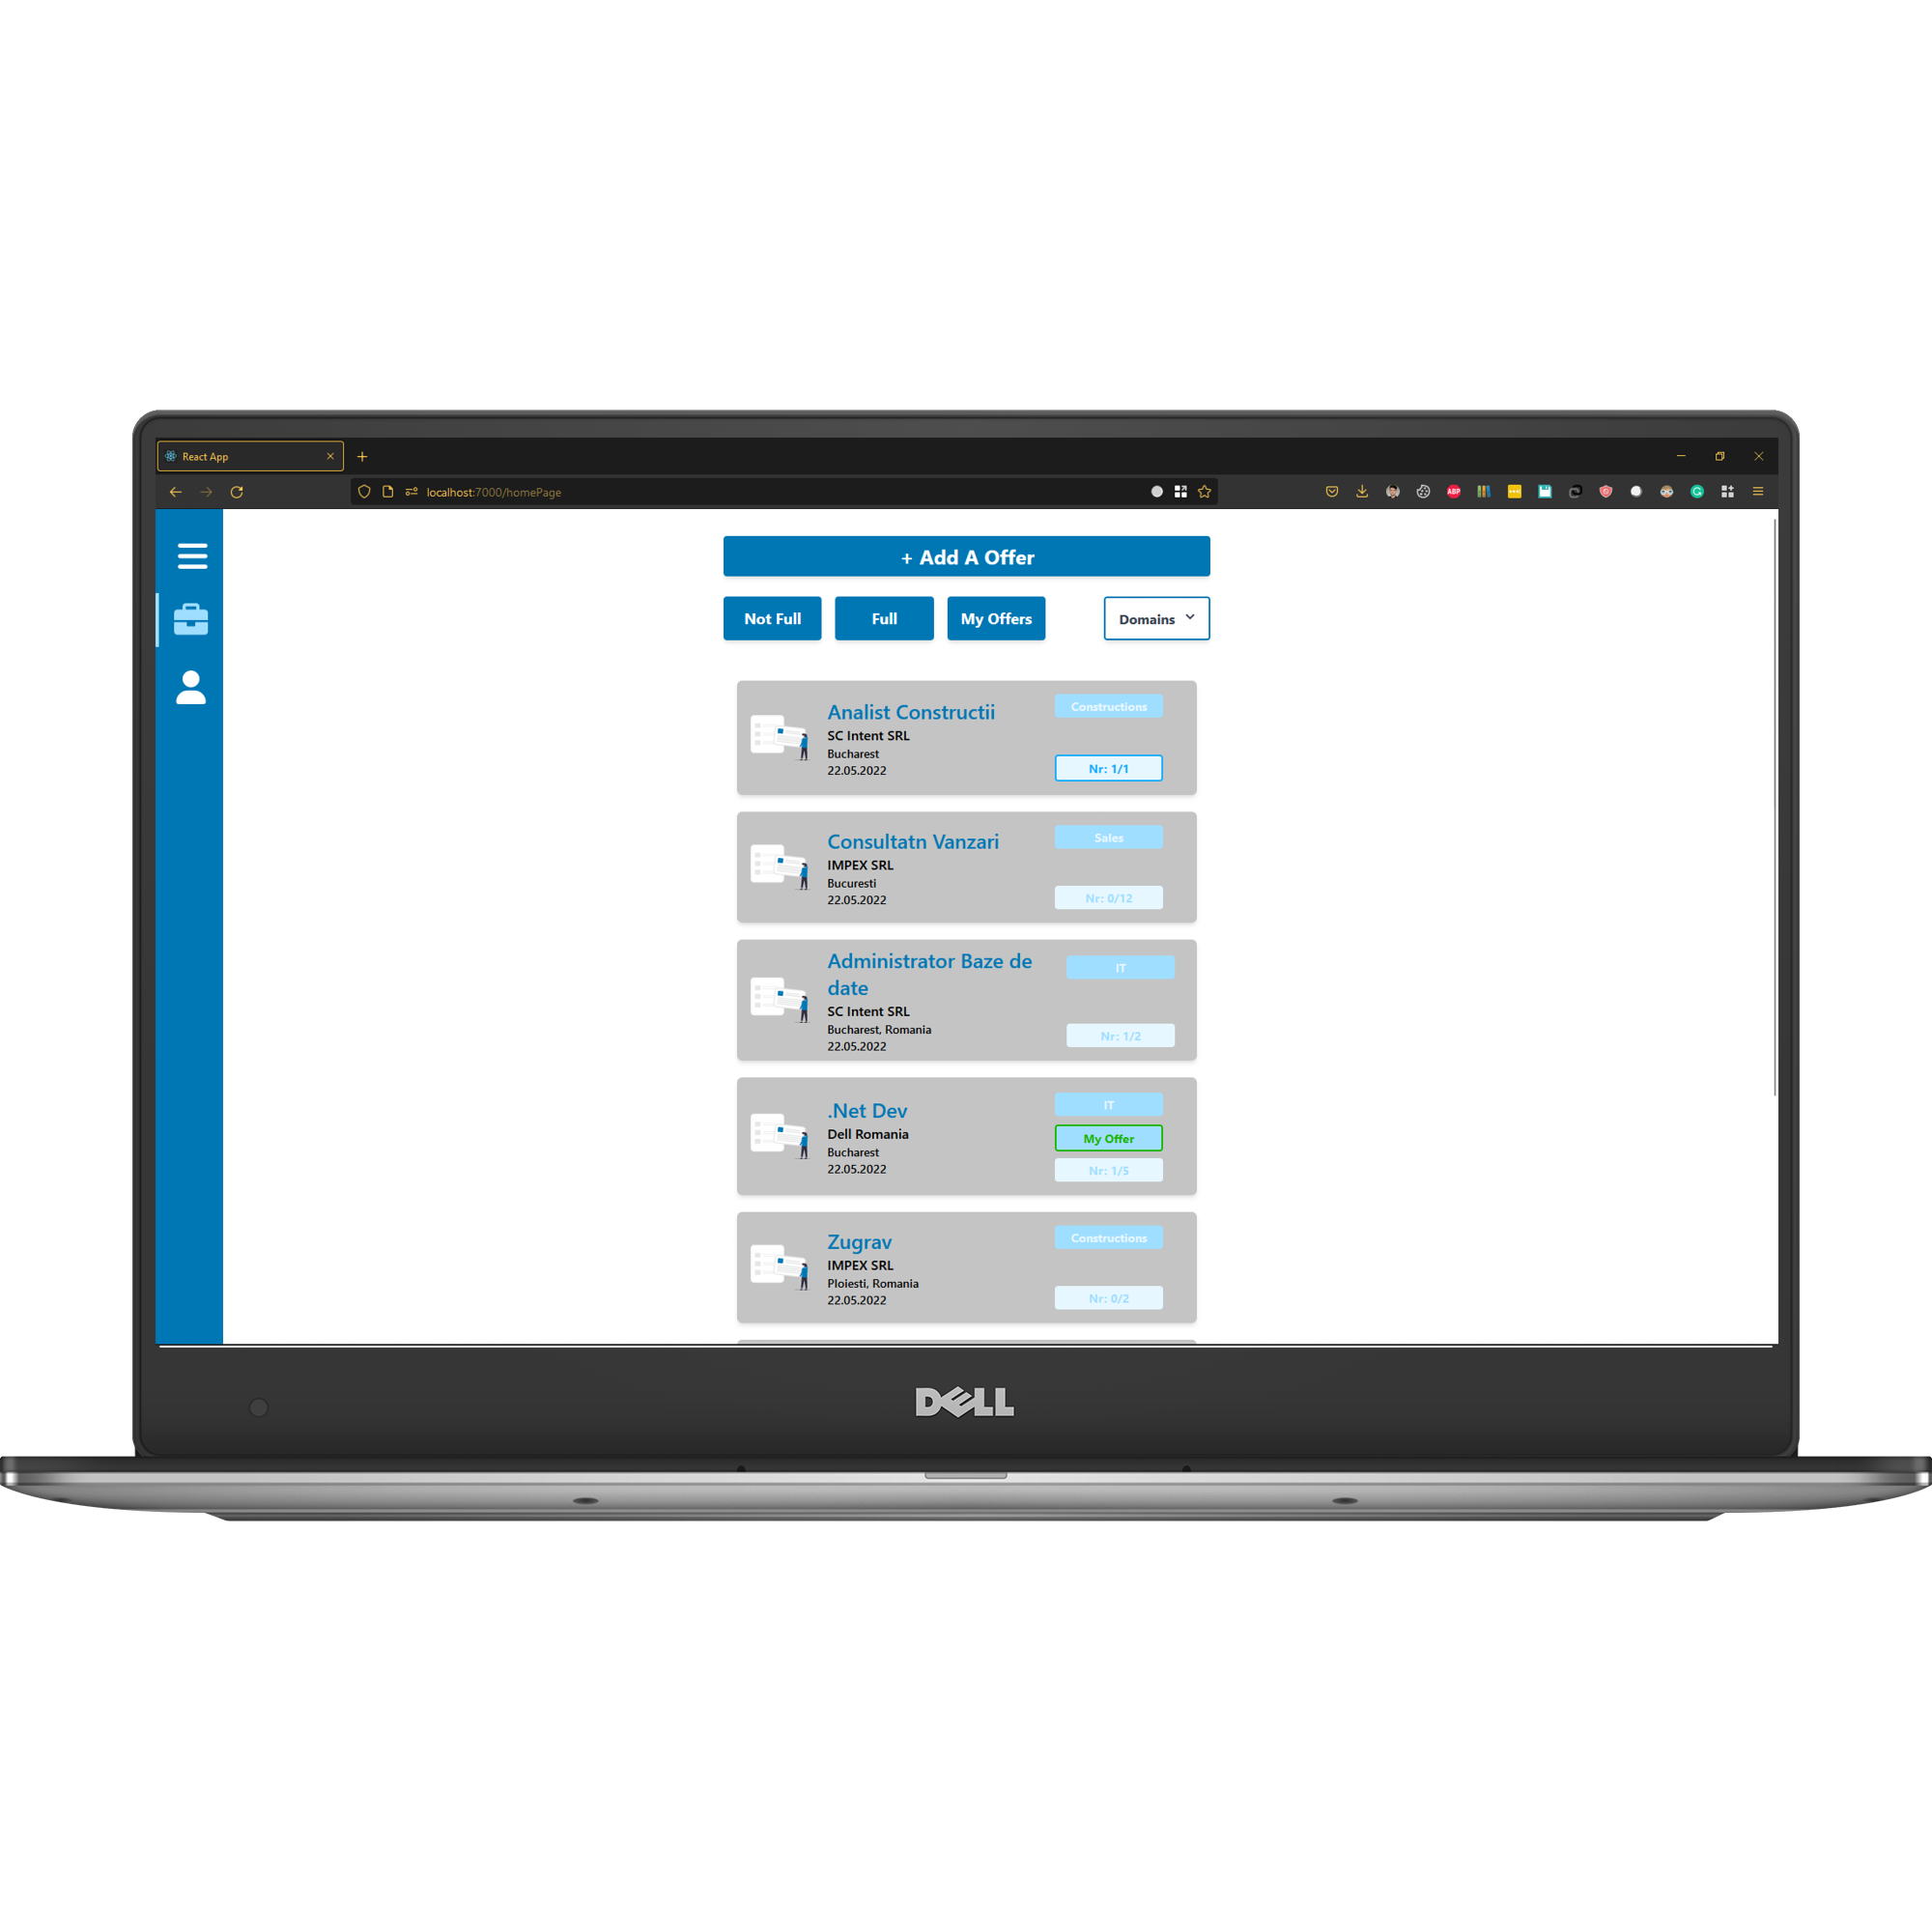 React App
localhost:7000/homePage
ABP
+ Add A Offer
Not Full
Full
My Offers
Domains
Analist Constructii
SC Intent SRL
Bucharest
22.05.2022
Constructions
Nr: 1/1
Consultatn Vanzari
IMPEX SRL
Bucuresti
22.05.2022
Sales
Nr: 0/12
Administrator Baze de
date
SC Intent SRL
Bucharest, Romania
22.05.2022
IT
Nr: 1/2
.Net Dev
Dell Romania
Bucharest
22.05.2022
IT
My Offer
Nr: 1/5
Zugrav
IMPEX SRL
Ploiesti, Romania
22.05.2022
Constructions
Nr: 0/2
DELL